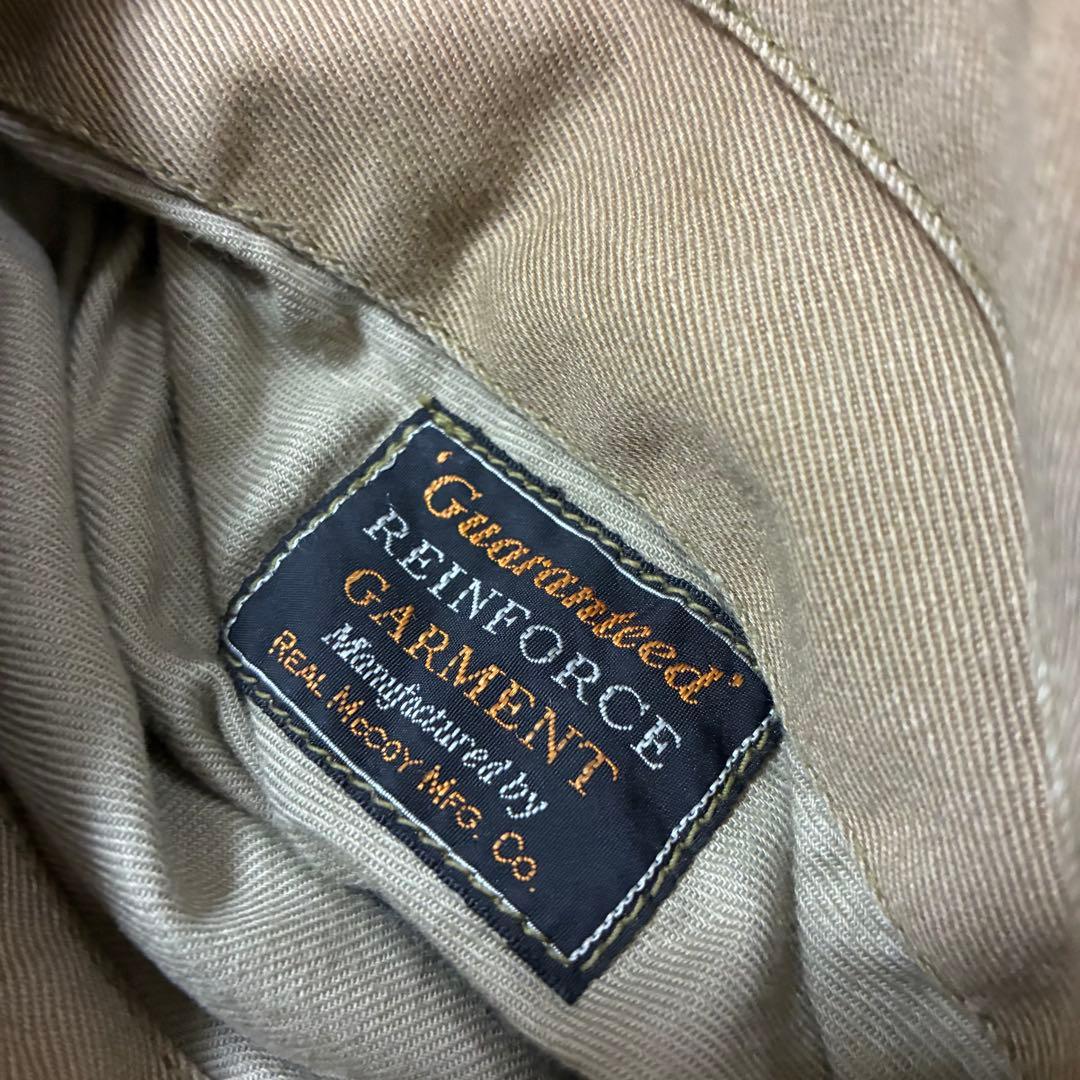 'Guaranteed'
REINFORCE
GARMENT
Manufactured by
REAL MCCOY MFG. CO.